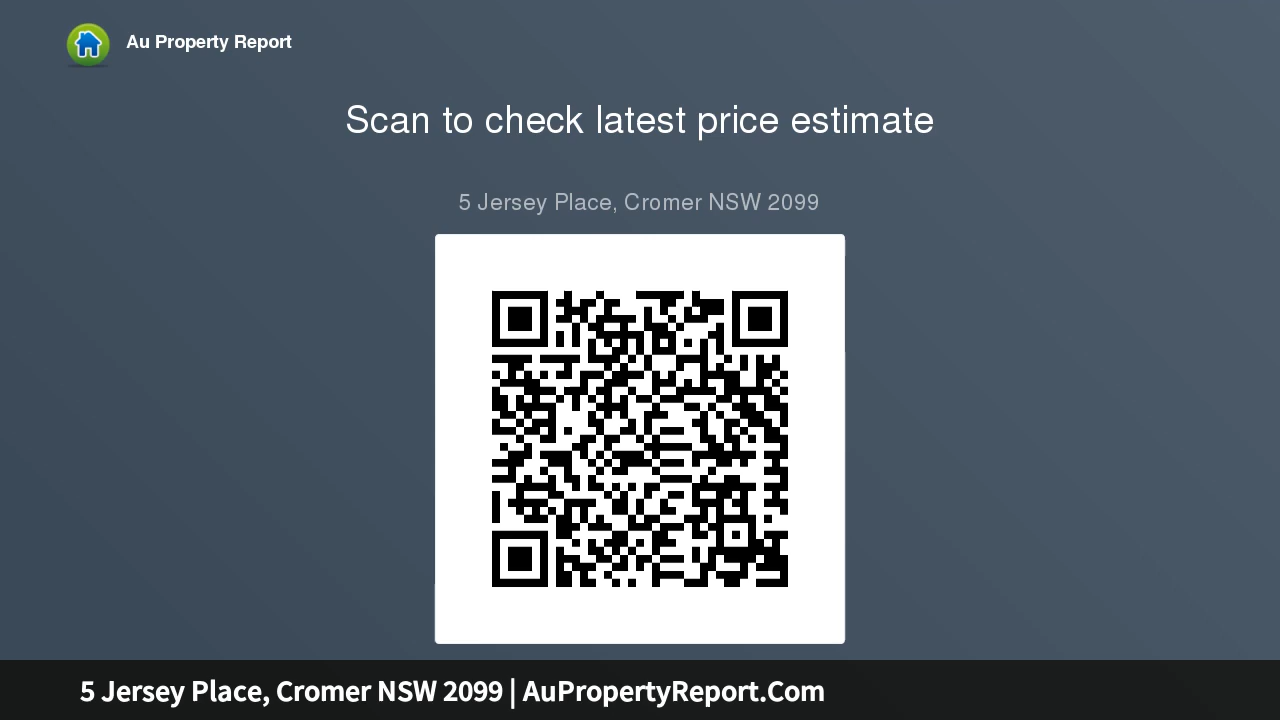 Au Property Report
Scan to check latest price estimate
5 Jersey Place, Cromer NSW 2099
5 Jersey Place, Cromer NSW 2099 | AuPropertyReport.Com